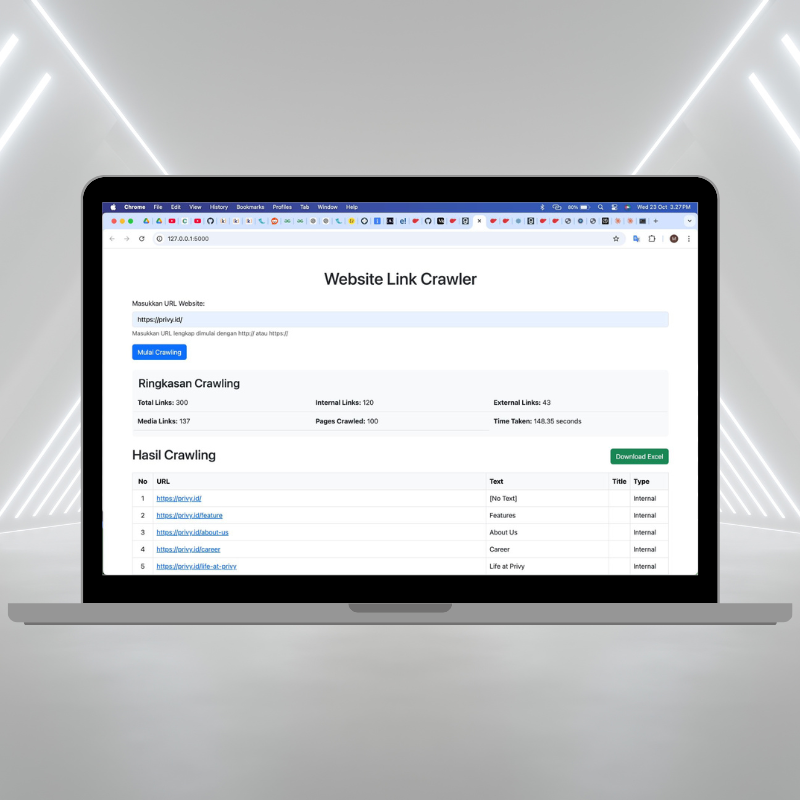 Chrome File Edit View History Bookmarks Profiles Tab Window Help 60% Wed 23 Oct 3.27 PM
127.0.0.1:5000
Website Link Crawler
Masukkan URL Website:
https://privy.id/
Masukkan URL lengkap dimulai dengan http:// atau https://
Mulai Crawling
Ringkasan Crawling
Total Links: 300 Internal Links: 120 External Links: 43
Media Links: 137 Pages Crawled: 100 Time Taken: 148.35 seconds
Hasil Crawling Download Excel
No URL Text Title Type
1 https://privy.id/ [No Text] Internal
2 https://privy.id/feature Features Internal
3 https://privy.id/about-us About Us Internal
4 https://privy.id/career Career Internal
5 https://privy.id/life-at-privy Life at Privy Internal